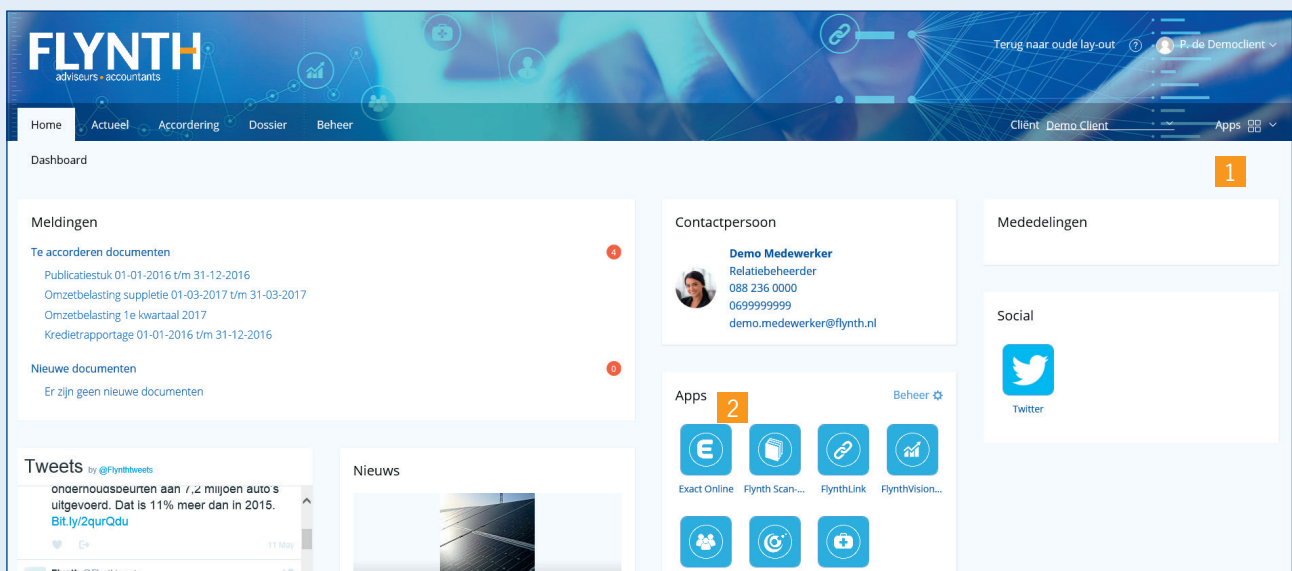 FLYNTH
adviseurs • accountants
Terug naar oude lay-out ? P. de Democlient
Home Actueel Accordering Dossier Beheer
Cliënt Demo Client Apps
Dashboard
1
Meldingen
Te accorderen documenten 4
Publicatiestuk 01-01-2016 t/m 31-12-2016
Omzetbelasting suppletie 01-03-2017 t/m 31-03-2017
Omzetbelasting 1e kwartaal 2017
Kredietrapportage 01-01-2016 t/m 31-12-2016
Nieuwe documenten 0
Er zijn geen nieuwe documenten
Contactpersoon
Demo Medewerker
Relatiebeheerder
088 236 0000
0699999999
demo.medewerker@flynth.nl
Mededelingen
Social
Twitter
Apps 2 Beheer
Exact Online Flynth Scan-... FlynthLink FlynthVision...
Tweets by @Flynthtweets
onderhoudsbeurten aan 7,2 miljoen auto's
uitgevoerd. Dat is 11% meer dan in 2015.
Bit.ly/2qurQdu
11 May
Nieuws